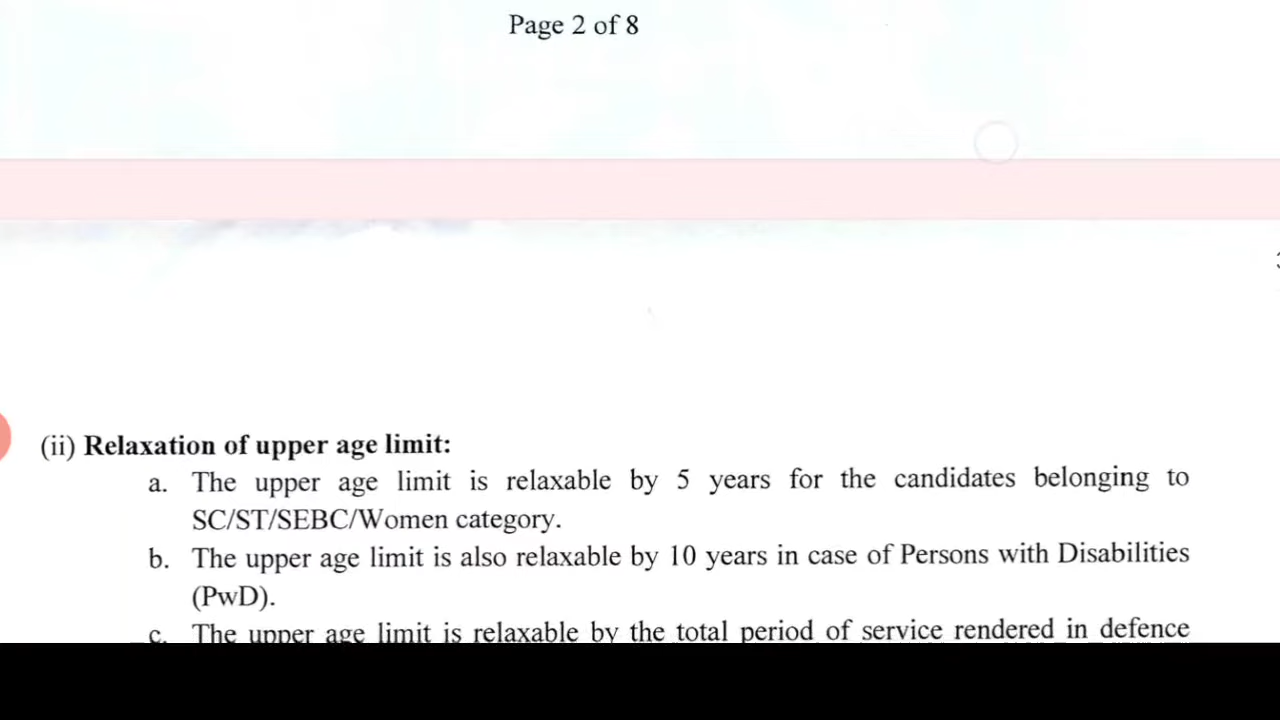 Page 2 of 8
(ii) Relaxation of upper age limit:
a. The upper age limit is relaxable by 5 years for the candidates belonging to
SC/ST/SEBC/Women category.
b. The upper age limit is also relaxable by 10 years in case of Persons with Disabilities
(PwD).
c. The upper age limit is relaxable by the total period of service rendered in defence